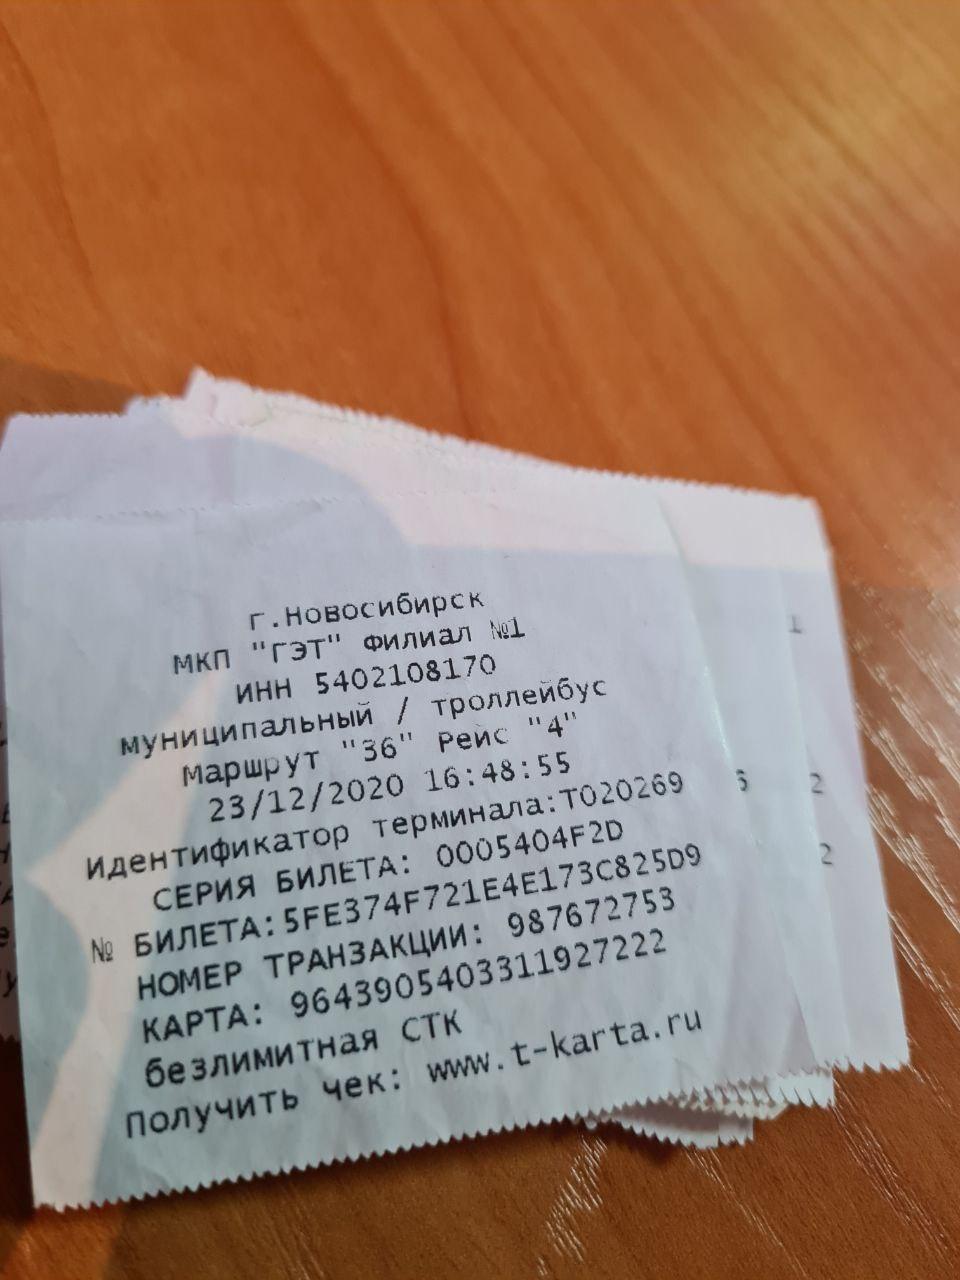 г.Новосибирск
МКП "ГЭТ" Филиал №1
ИНН 5402108170
муниципальный / троллейбус
Маршрут "36" Рейс "4"
23/12/2020 16:48:55
Идентификатор терминала:Т020269
СЕРИЯ БИЛЕТА: 0005404F2D
№ БИЛЕТА:5FE374F721E4E173C825D9
НОМЕР ТРАНЗАКЦИИ: 987672753
КАРТА: 9643905403311927222
безлимитная СТК
Получить чек: www.t-karta.ru